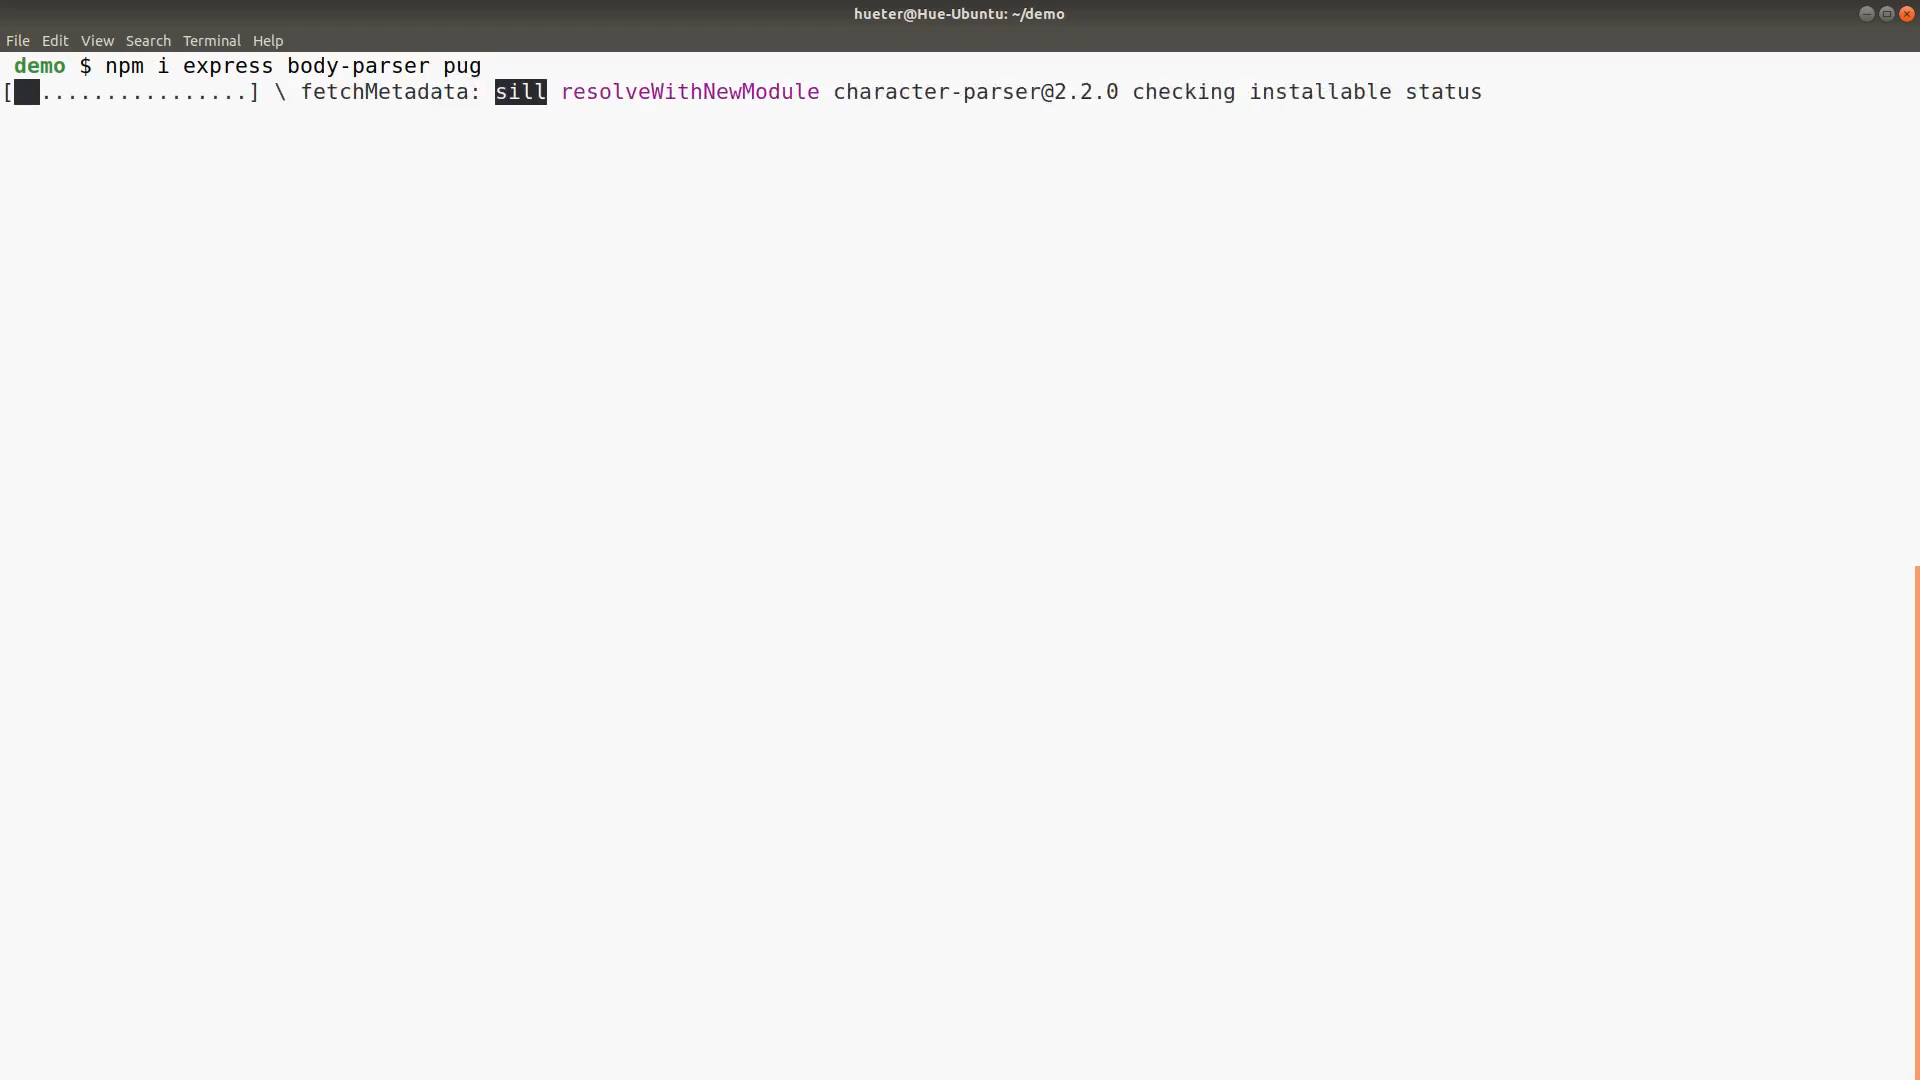 hueter@Hue-Ubuntu: ~/demo
File Edit View Search Terminal Help
demo $ npm i express body-parser pug
[  ................] \ fetchMetadata: sill resolveWithNewModule character-parser@2.2.0 checking installable status